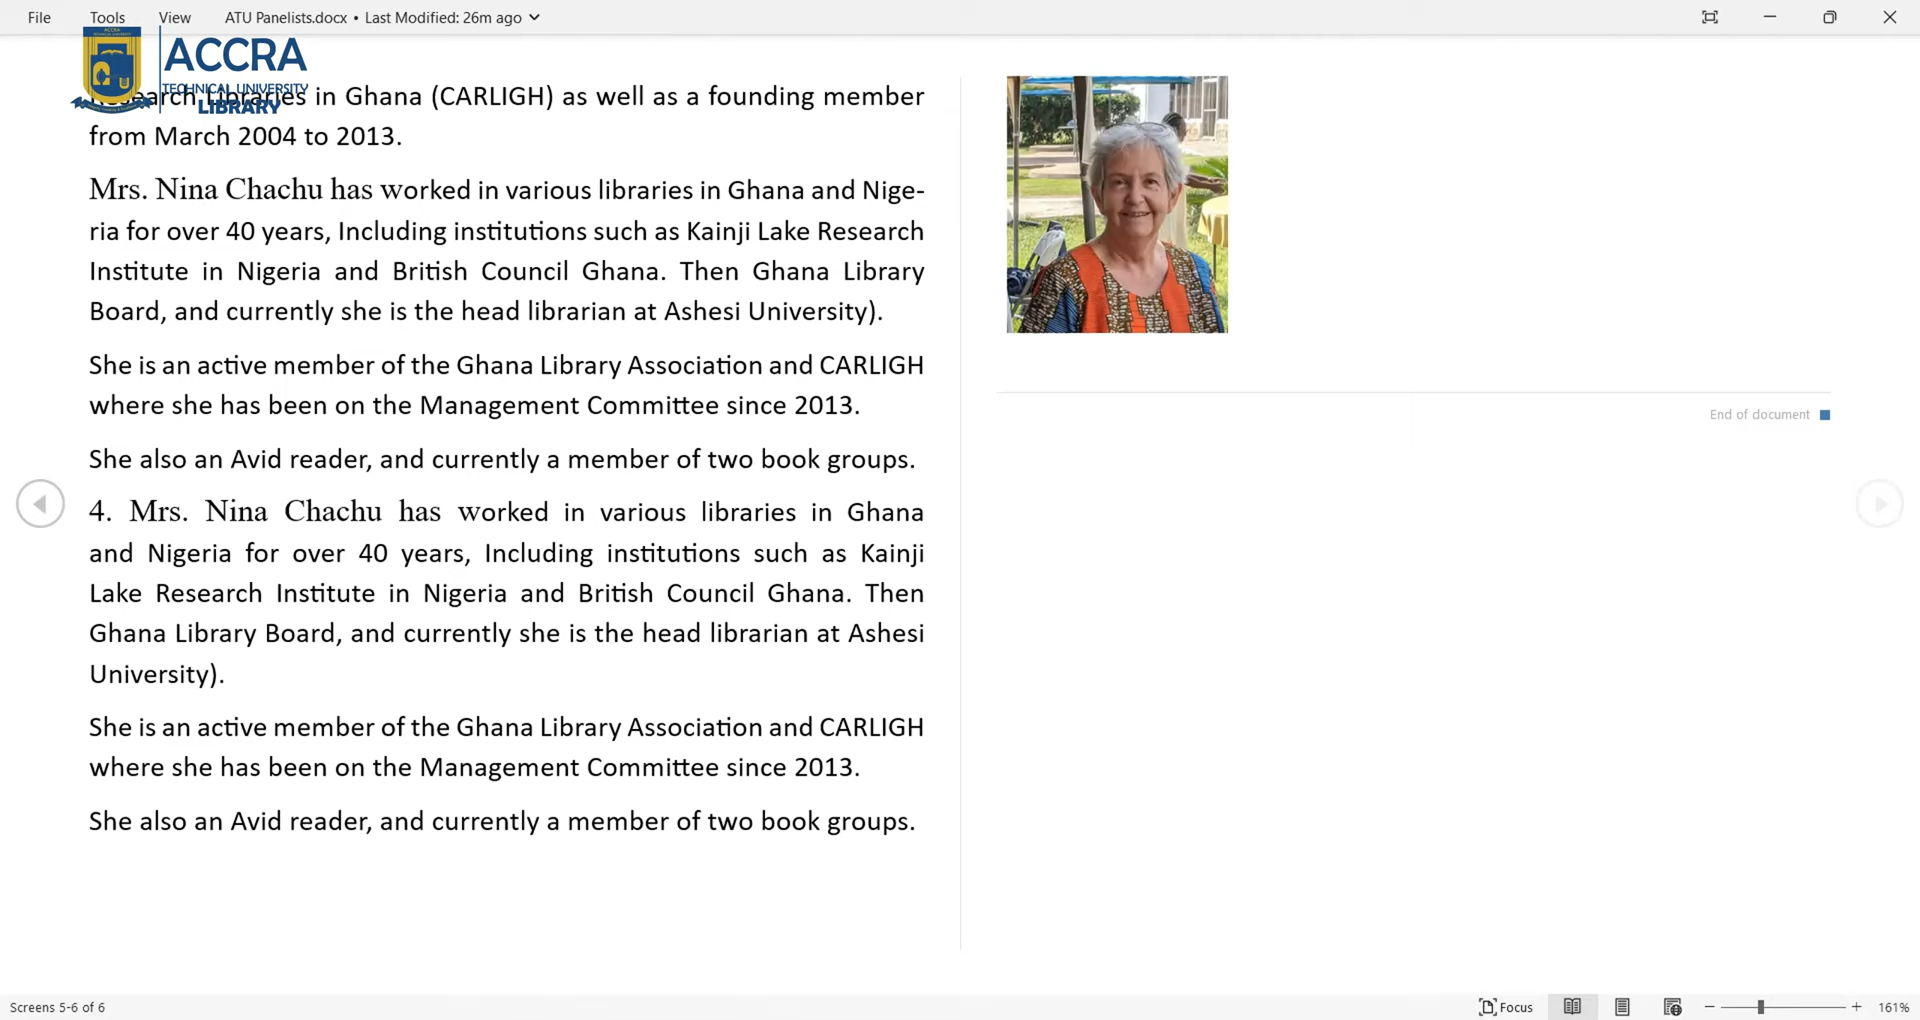 File Tools View ATU Panelists.docx • Last Modified: 26m ago
ACCRA
TECHNICAL UNIVERSITY
LIBRARY
Research Libraries in Ghana (CARLIGH) as well as a founding member
from March 2004 to 2013.
Mrs. Nina Chachu has worked in various libraries in Ghana and Nige-
ria for over 40 years, Including institutions such as Kainji Lake Research
Institute in Nigeria and British Council Ghana. Then Ghana Library
Board, and currently she is the head librarian at Ashesi University).
She is an active member of the Ghana Library Association and CARLIGH
where she has been on the Management Committee since 2013.
She also an Avid reader, and currently a member of two book groups.
4. Mrs. Nina Chachu has worked in various libraries in Ghana
and Nigeria for over 40 years, Including institutions such as Kainji
Lake Research Institute in Nigeria and British Council Ghana. Then
Ghana Library Board, and currently she is the head librarian at Ashesi
University).
She is an active member of the Ghana Library Association and CARLIGH
where she has been on the Management Committee since 2013.
She also an Avid reader, and currently a member of two book groups.
End of document
Screens 5-6 of 6
Focus
161%